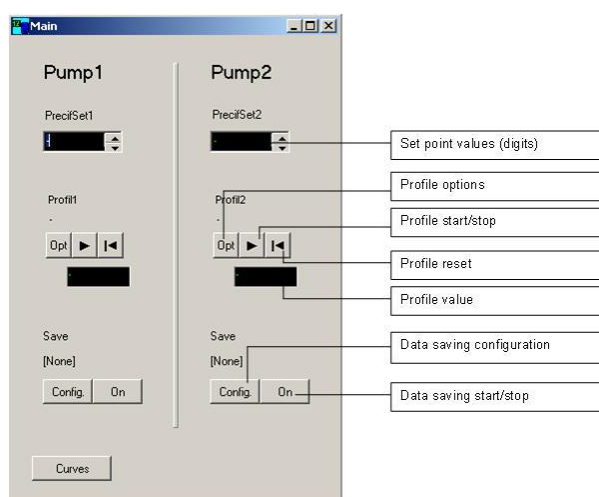 Main
Pump1
Pump2
PrecifSet1
PrecifSet2
Set point values (digits)
Profile options
Profil1
Profil2
Profile start/stop
Opt
Opt
Profile reset
Profile value
Save
Save
Data saving configuration
[None]
[None]
Config.
On
Config.
On
Data saving start/stop
Curves